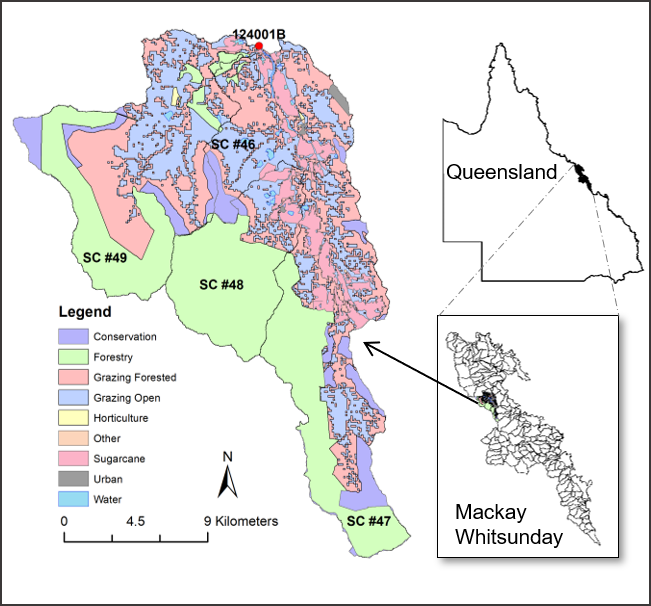 124001B
SC #46
Queensland
SC #49
SC #48
Legend
Conservation
Forestry
Grazing Forested
Grazing Open
Horticulture
Other
Sugarcane
Urban
Water
N
0 4.5 9 Kilometers
SC #47
Mackay
Whitsunday